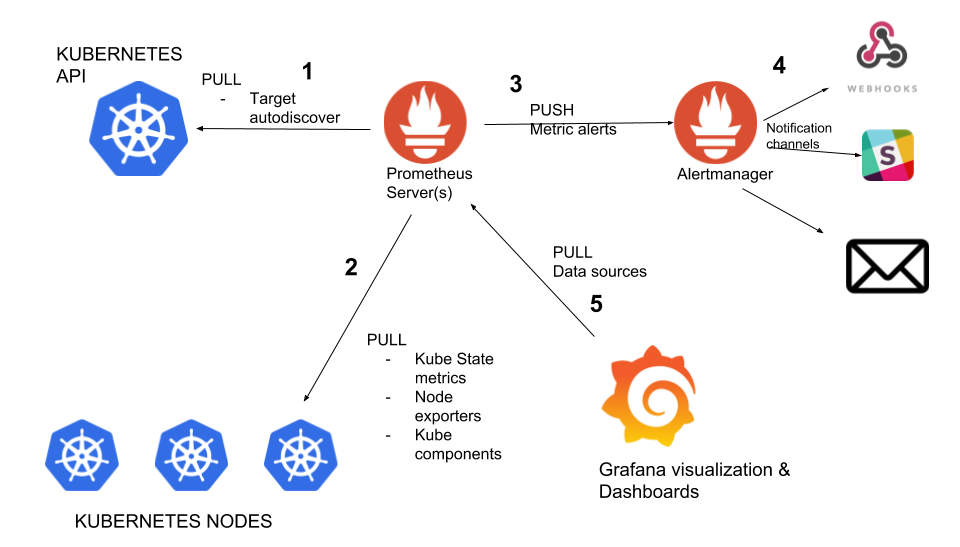 KUBERNETES
API
PULL
- Target
autodiscover
1
Prometheus
Server(s)
3
PUSH
Metric alerts
Alertmanager
4
WEBHOOKS
Notification
channels
S
2
PULL
Data sources
5
PULL
- Kube State
metrics
- Node
exporters
- Kube
components
Grafana visualization &
Dashboards
KUBERNETES NODES